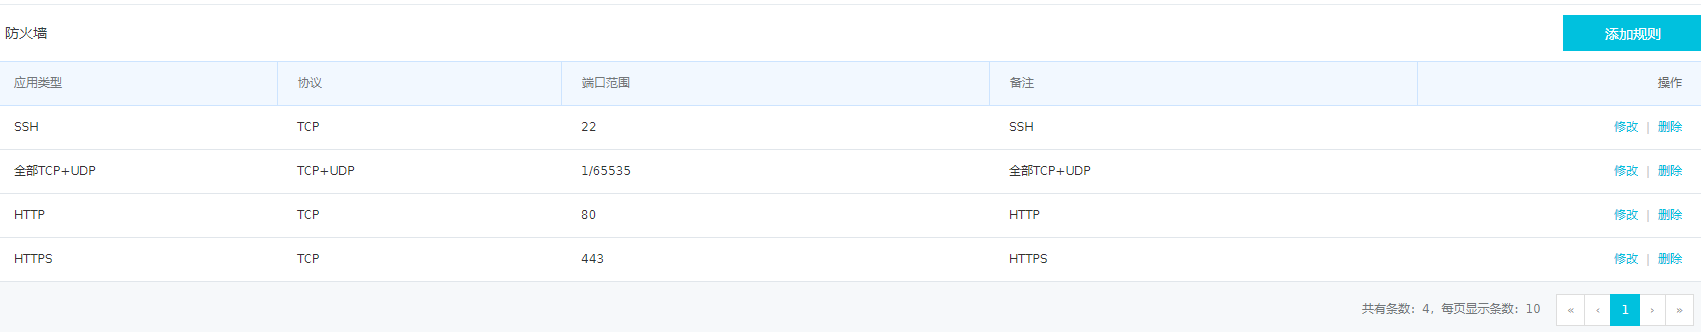 防火墙
添加规则
应用类型 协议 端口范围 备注 操作
SSH TCP 22 SSH 修改 | 删除
全部TCP+UDP TCP+UDP 1/65535 全部TCP+UDP 修改 | 删除
HTTP TCP 80 HTTP 修改 | 删除
HTTPS TCP 443 HTTPS 修改 | 删除
共有条数: 4, 每页显示条数: 10 « ‹ 1 › »